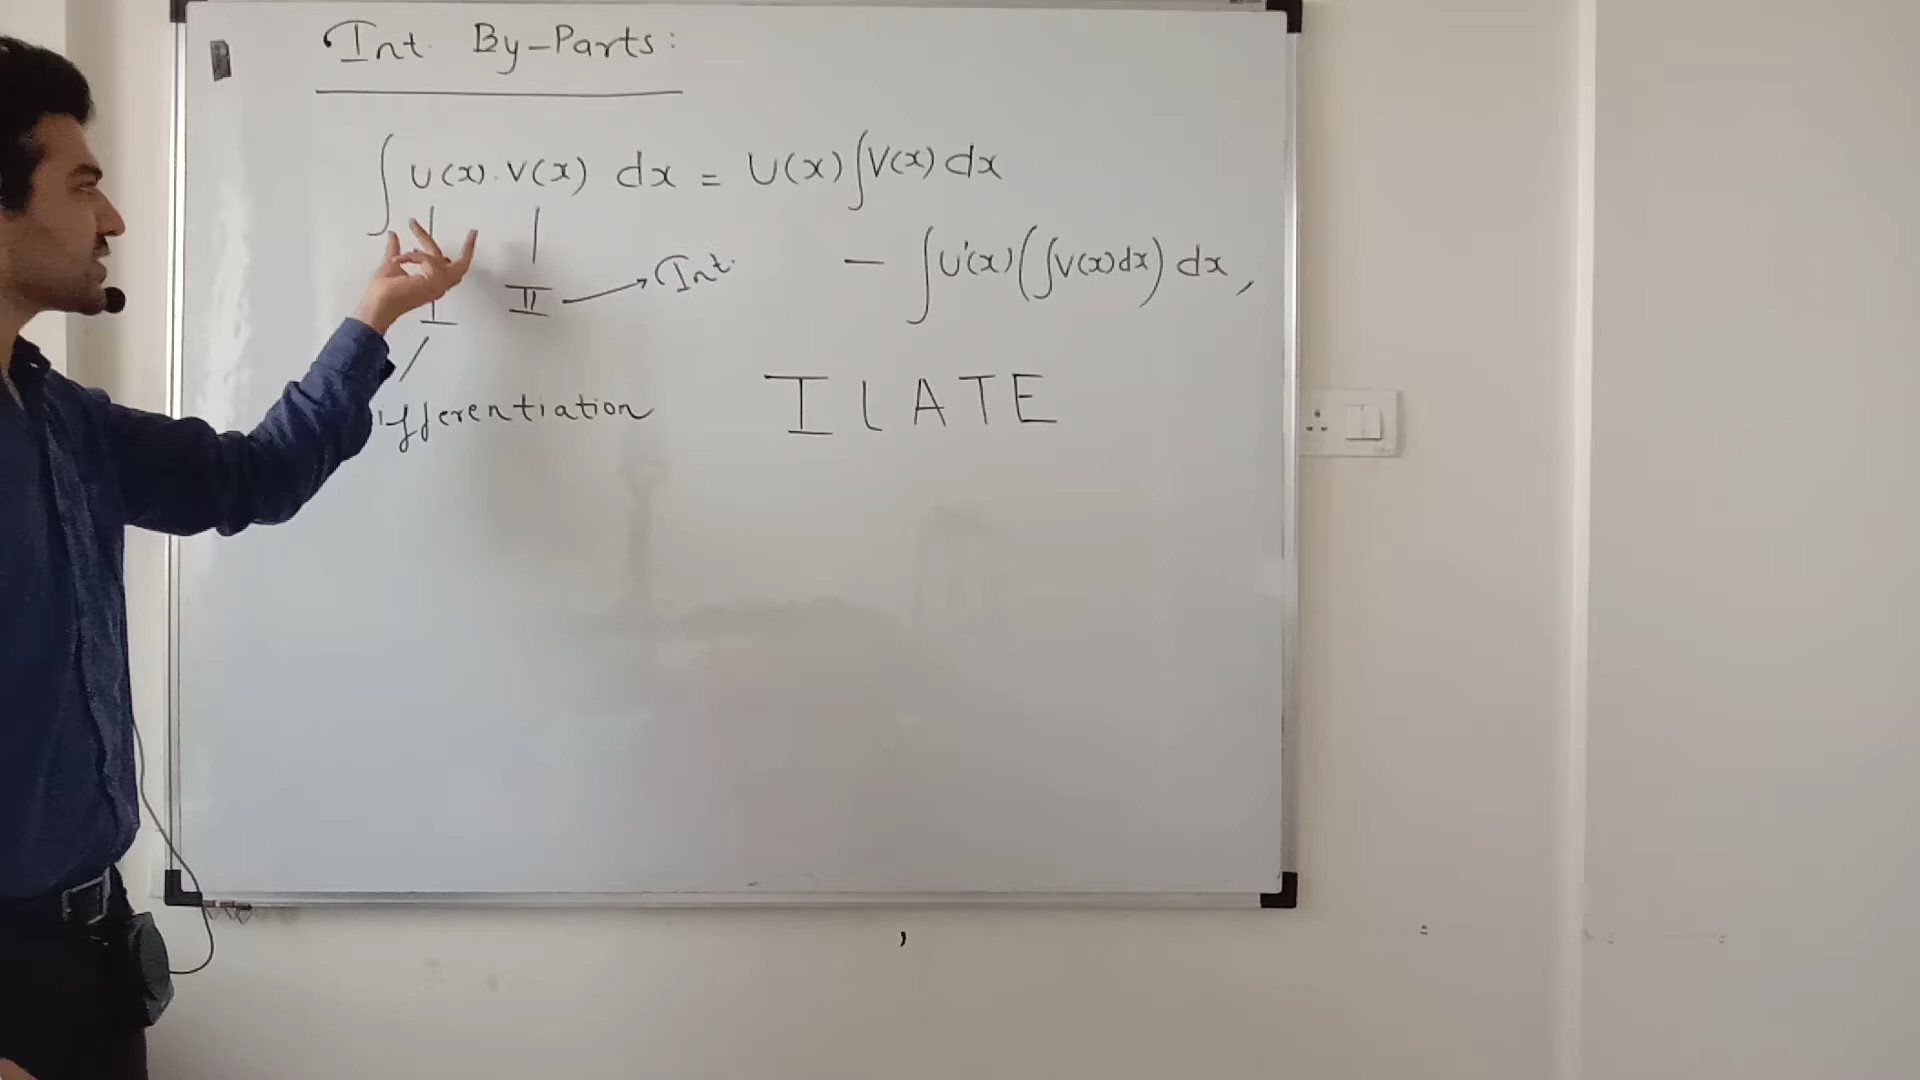 Int. By-Parts:
∫ U(x). V(x) dx = U(x) ∫V(x) dx
I II → Int.
- ∫U'(x) (∫V(x)dx) dx,
ifferentiation
ILATE